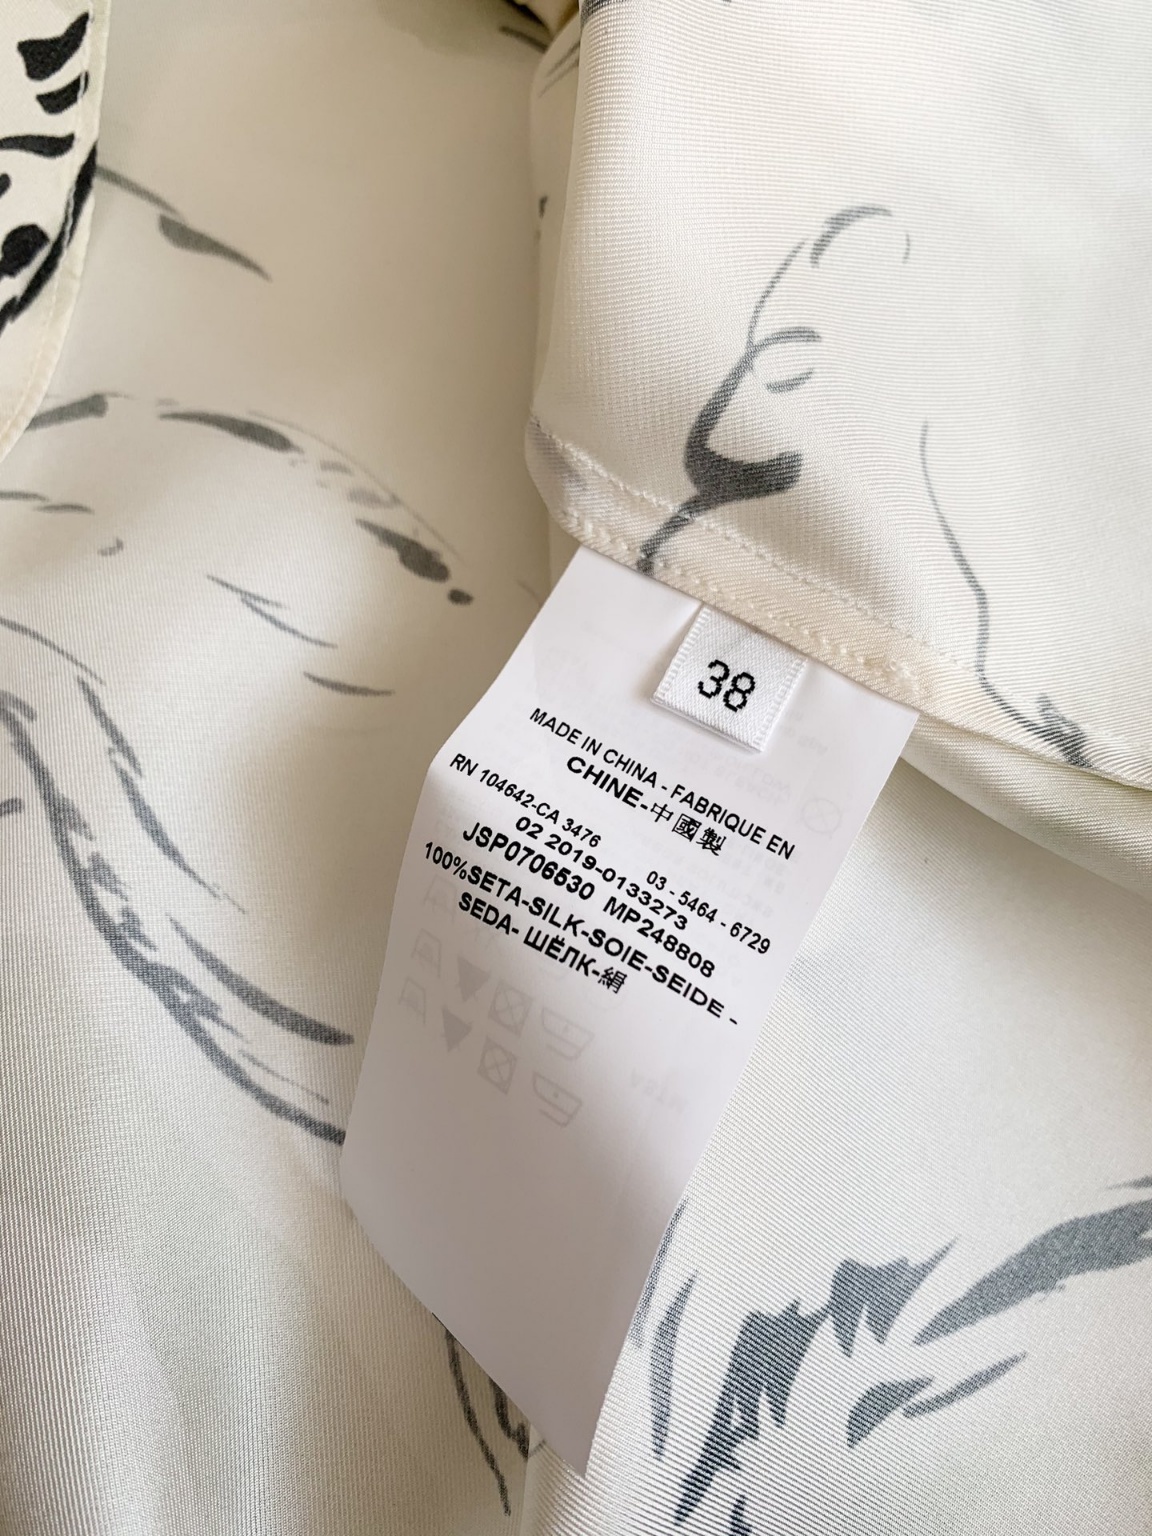 38
MADE IN CHINA - FABRIQUE EN
CHINE-中國製
RN 104642-CA 3476
03 - 5464 - 6729
02 2019-0133273
JSP0706530 MP248808
100%SETA-SILK-SOIE-SEIDE -
SEDA- ШЁЛК-絹